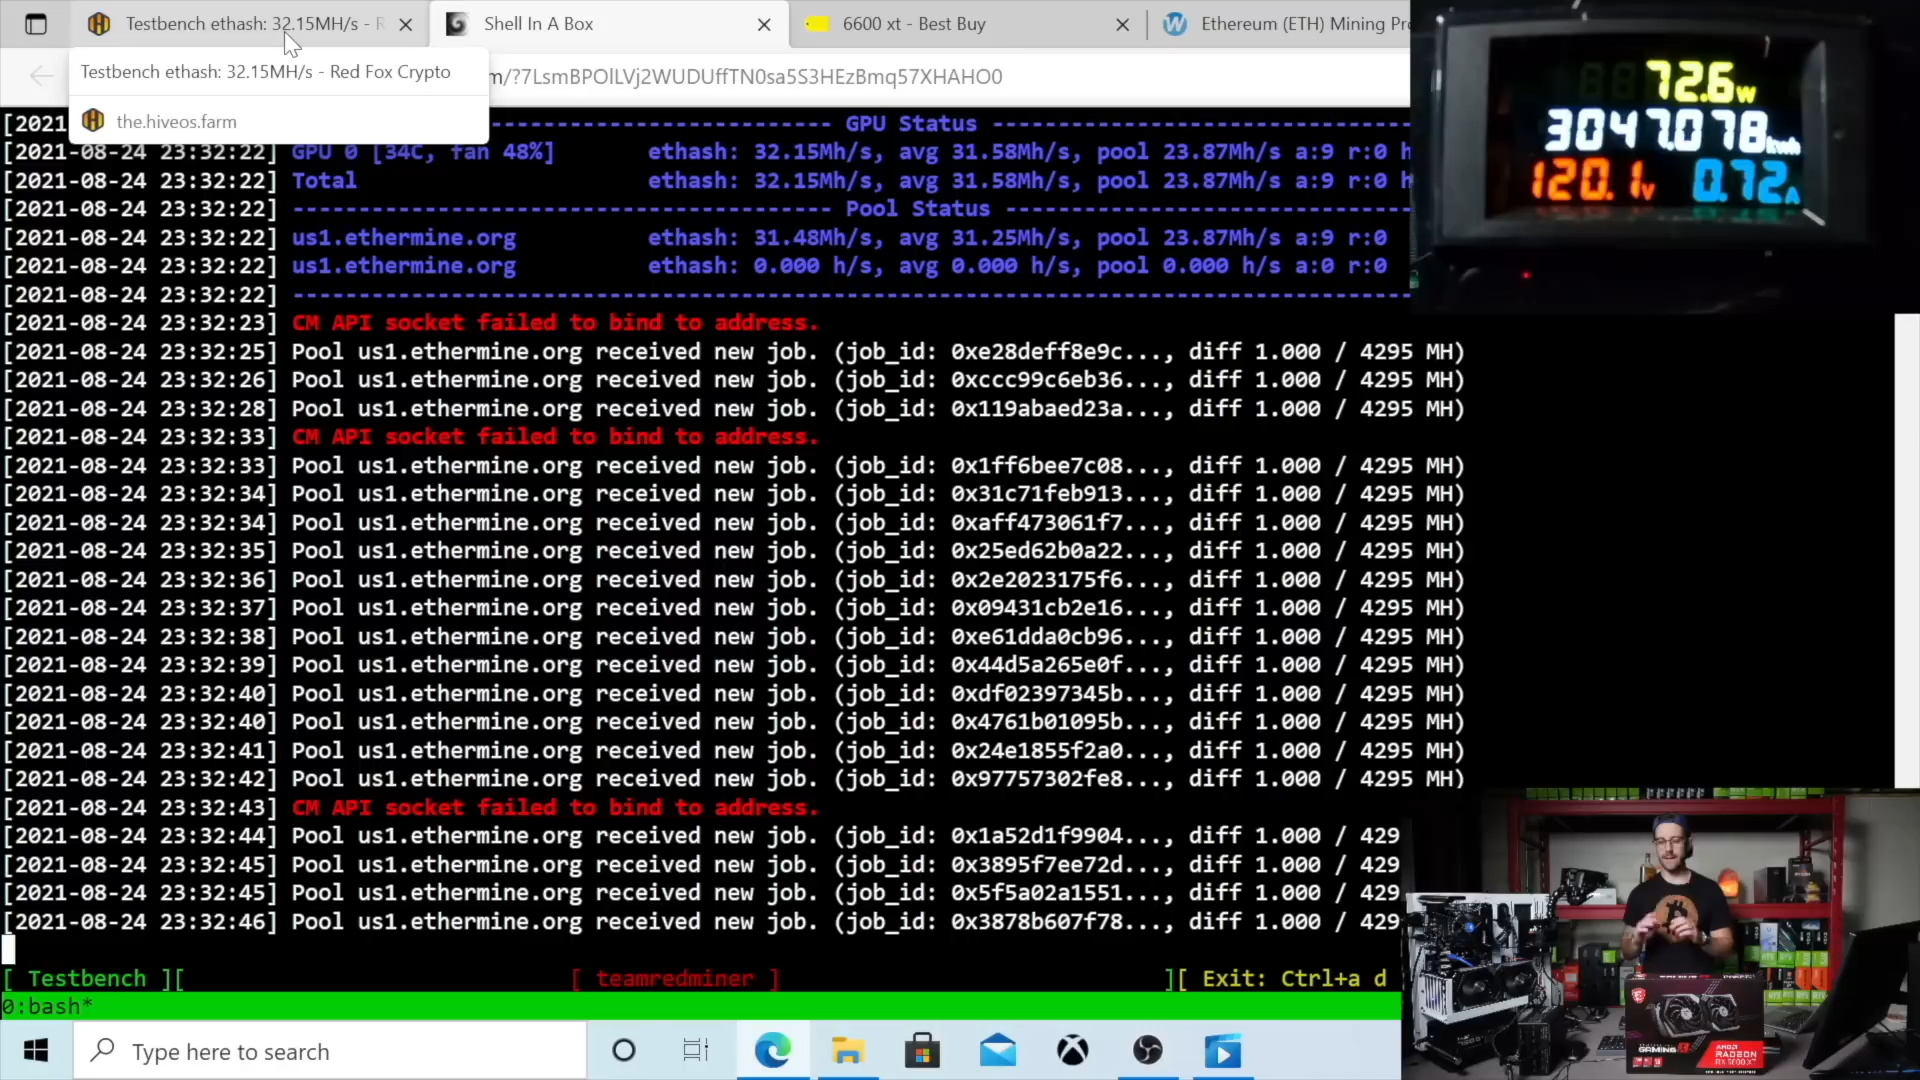 Testbench ethash: 32.15MH/s - R
Shell In A Box
6600 xt - Best Buy
Ethereum (ETH) Mining Pr
Testbench ethash: 32.15MH/s - Red Fox Crypto
m/?7LsmBPOlLVj2WUDUffTN0sa5S3HEzBmq57XHAHO0
the.hiveos.farm
72.6w
3047.078kwh
120.1v 0.72A
[2021 ------------------------- GPU Status -------------------------------
[2021-08-24 23:32:22] GPU 0 [34C, fan 48%] ethash: 32.15Mh/s, avg 31.58Mh/s, pool 23.87Mh/s a:9 r:0 h
[2021-08-24 23:32:22] Total ethash: 32.15Mh/s, avg 31.58Mh/s, pool 23.87Mh/s a:9 r:0 h
[2021-08-24 23:32:22] ----------------------------------------- Pool Status -------------------------------
[2021-08-24 23:32:22] us1.ethermine.org ethash: 31.48Mh/s, avg 31.25Mh/s, pool 23.87Mh/s a:9 r:0
[2021-08-24 23:32:22] us1.ethermine.org ethash: 0.000 h/s, avg 0.000 h/s, pool 0.000 h/s a:0 r:0
[2021-08-24 23:32:22] -------------------------------------------------------------------------------------
[2021-08-24 23:32:23] CM API socket failed to bind to address.
[2021-08-24 23:32:25] Pool us1.ethermine.org received new job. (job_id: 0xe28deff8e9c..., diff 1.000 / 4295 MH)
[2021-08-24 23:32:26] Pool us1.ethermine.org received new job. (job_id: 0xccc99c6eb36..., diff 1.000 / 4295 MH)
[2021-08-24 23:32:28] Pool us1.ethermine.org received new job. (job_id: 0x119abaed23a..., diff 1.000 / 4295 MH)
[2021-08-24 23:32:33] CM API socket failed to bind to address.
[2021-08-24 23:32:33] Pool us1.ethermine.org received new job. (job_id: 0x1ff6bee7c08..., diff 1.000 / 4295 MH)
[2021-08-24 23:32:34] Pool us1.ethermine.org received new job. (job_id: 0x31c71feb913..., diff 1.000 / 4295 MH)
[2021-08-24 23:32:34] Pool us1.ethermine.org received new job. (job_id: 0xaff473061f7..., diff 1.000 / 4295 MH)
[2021-08-24 23:32:35] Pool us1.ethermine.org received new job. (job_id: 0x25ed62b0a22..., diff 1.000 / 4295 MH)
[2021-08-24 23:32:36] Pool us1.ethermine.org received new job. (job_id: 0x2e2023175f6..., diff 1.000 / 4295 MH)
[2021-08-24 23:32:37] Pool us1.ethermine.org received new job. (job_id: 0x09431cb2e16..., diff 1.000 / 4295 MH)
[2021-08-24 23:32:38] Pool us1.ethermine.org received new job. (job_id: 0xe61dda0cb96..., diff 1.000 / 4295 MH)
[2021-08-24 23:32:39] Pool us1.ethermine.org received new job. (job_id: 0x44d5a265e0f..., diff 1.000 / 4295 MH)
[2021-08-24 23:32:40] Pool us1.ethermine.org received new job. (job_id: 0xdf02397345b..., diff 1.000 / 4295 MH)
[2021-08-24 23:32:40] Pool us1.ethermine.org received new job. (job_id: 0x4761b01095b..., diff 1.000 / 4295 MH)
[2021-08-24 23:32:41] Pool us1.ethermine.org received new job. (job_id: 0x24e1855f2a0..., diff 1.000 / 4295 MH)
[2021-08-24 23:32:42] Pool us1.ethermine.org received new job. (job_id: 0x97757302fe8..., diff 1.000 / 4295 MH)
[2021-08-24 23:32:43] CM API socket failed to bind to address.
[2021-08-24 23:32:44] Pool us1.ethermine.org received new job. (job_id: 0x1a52d1f9904..., diff 1.000 / 429
[2021-08-24 23:32:45] Pool us1.ethermine.org received new job. (job_id: 0x3895f7ee72d..., diff 1.000 / 429
[2021-08-24 23:32:45] Pool us1.ethermine.org received new job. (job_id: 0x5f5a02a1551..., diff 1.000 / 429
[2021-08-24 23:32:46] Pool us1.ethermine.org received new job. (job_id: 0x3878b607f78..., diff 1.000 / 429
[ Testbench ][ [ teamredminer ] ][ Exit: Ctrl+a d
0:bash*
Type here to search
GAMING X
AMD
RADEON
RX 6600 XT